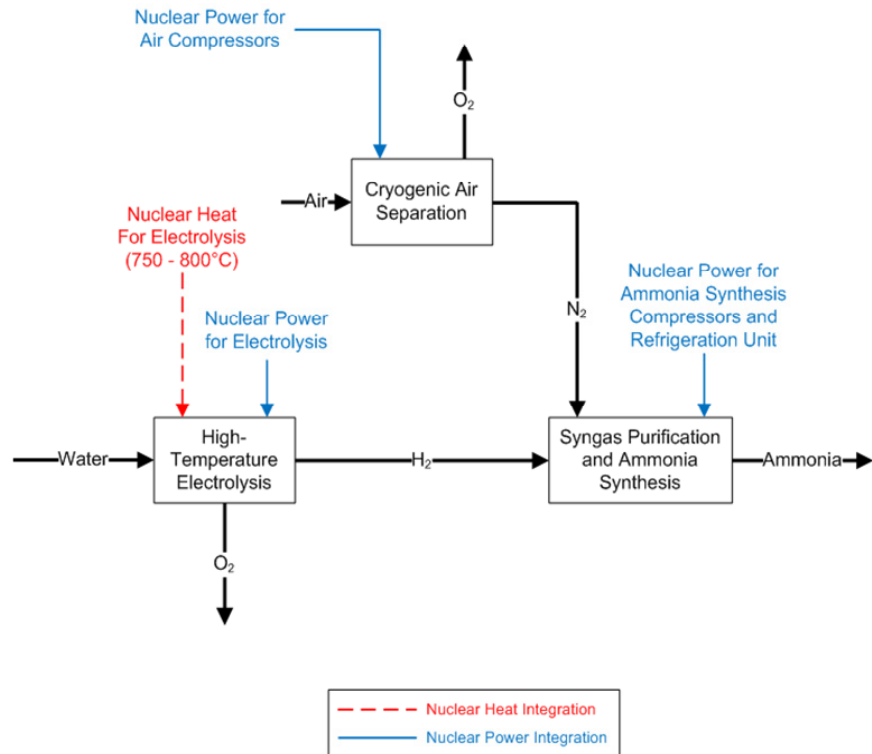 Nuclear Power for
Air Compressors
O₂
Air
Cryogenic Air
Separation
Nuclear Heat
For Electrolysis
(750 - 800°C)
Nuclear Power
for Electrolysis
N₂
Nuclear Power for
Ammonia Synthesis
Compressors and
Refrigeration Unit
Water
High-
Temperature
Electrolysis
H₂
Syngas Purification
and Ammonia
Synthesis
Ammonia
O₂
Nuclear Heat Integration
Nuclear Power Integration